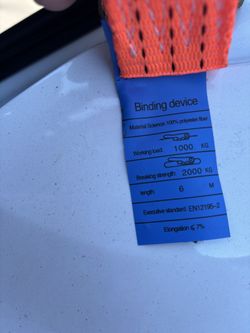 Binding device
Material Science: 100% polyester fiber
Working load: 1000 KG
Breaking strength: 2000 KG
length: 6 M
Executive standard: EN12195-2
Elongation ≤ 7%